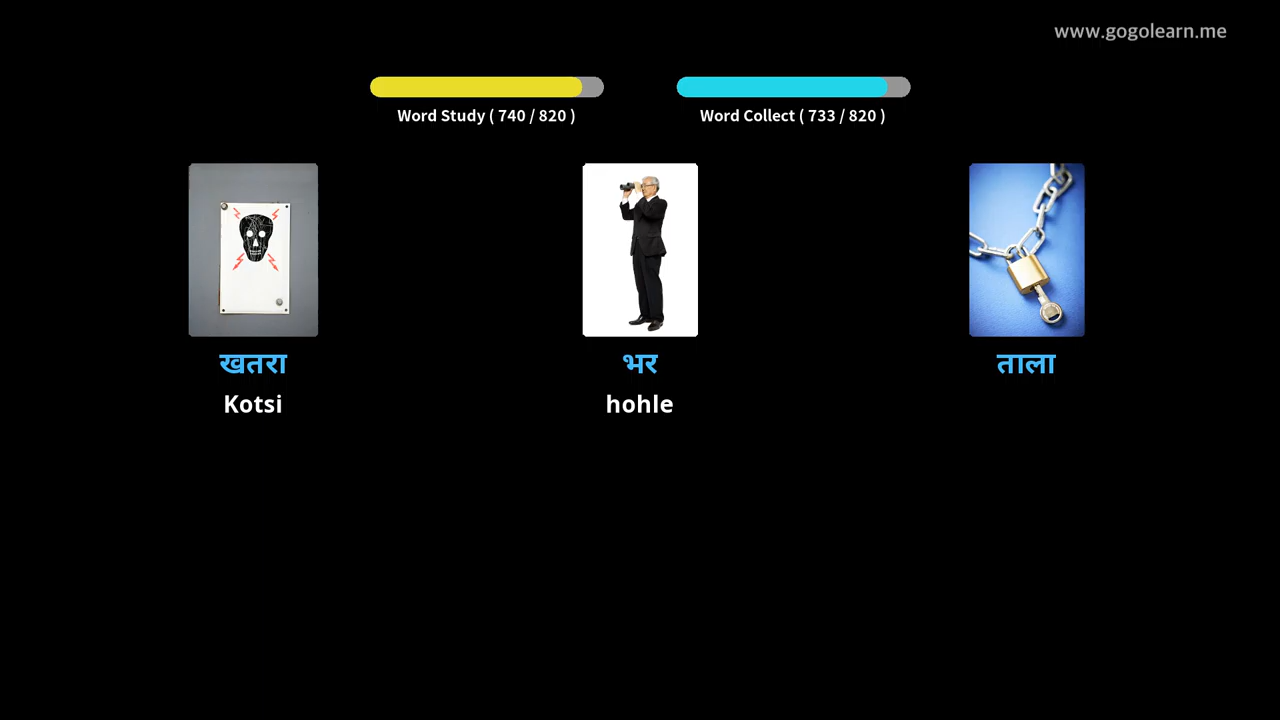 www.gogolearn.me
Word Study ( 740 / 820 )
Word Collect ( 733 / 820 )
खतरा
भर
ताला
Kotsi
hohle